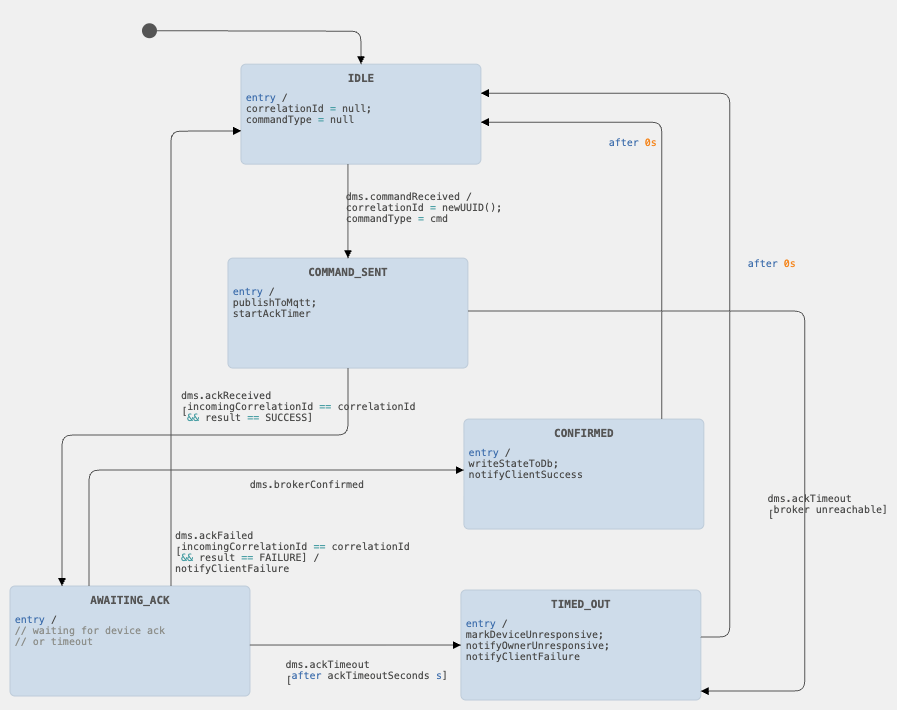 IDLE
entry /
correlationId = null;
commandType = null
after 0s
dms.commandReceived /
correlationId = newUUID();
commandType = cmd
after 0s
COMMAND_SENT
entry /
publishToMqtt;
startAckTimer
dms.ackReceived
[incomingCorrelationId == correlationId
&& result == SUCCESS]
CONFIRMED
entry /
writeStateToDb;
notifyClientSuccess
dms.brokerConfirmed
dms.ackTimeout
[broker unreachable]
dms.ackFailed
[incomingCorrelationId == correlationId
&& result == FAILURE] /
notifyClientFailure
AWAITING_ACK
entry /
// waiting for device ack
// or timeout
TIMED_OUT
entry /
markDeviceUnresponsive;
notifyOwnerUnresponsive;
notifyClientFailure
dms.ackTimeout
[after ackTimeoutSeconds s]